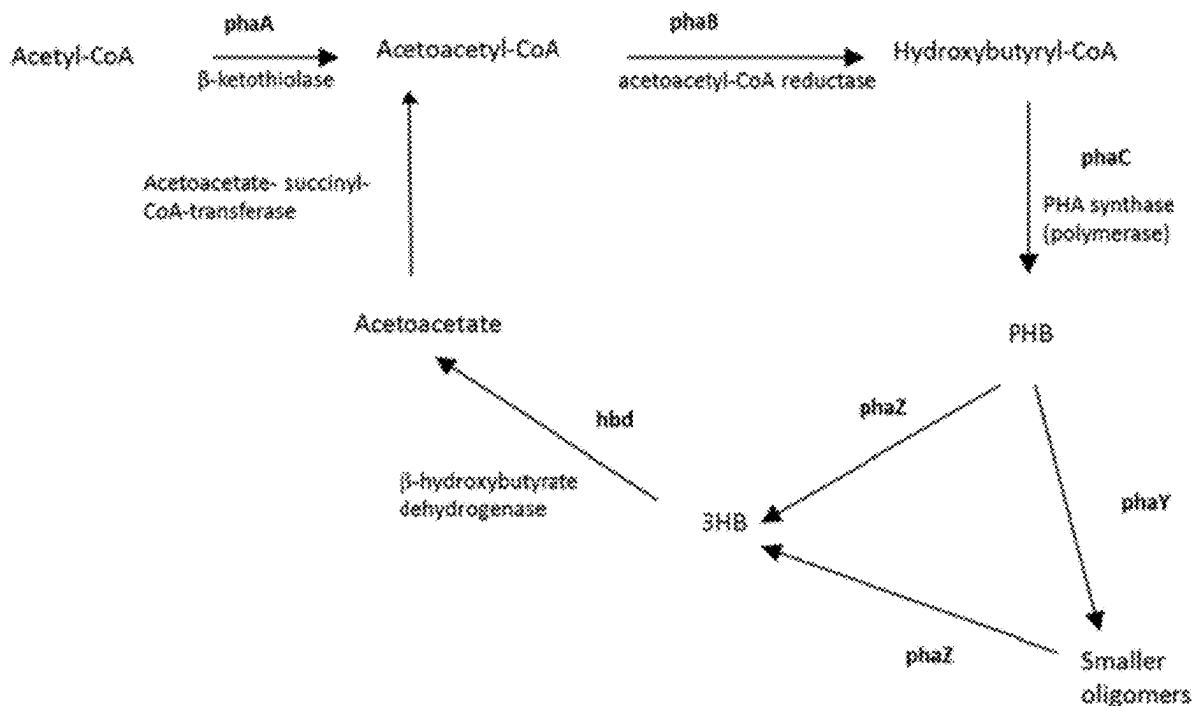 phaA
phaB
Acetyl-CoA
Acetoacetyl-CoA
Hydroxybutyryl-CoA
β-ketothiolase
acetoacetyl-CoA reductase
phaC
Acetoacetate- succinyl-
CoA-transferase
PHA synthase
(polymerase)
Acetoacetate
PHB
phaZ
hbd
β-hydroxybutyrate
dehydrogenase
3HB
phaY
phaZ
Smaller
oligomers